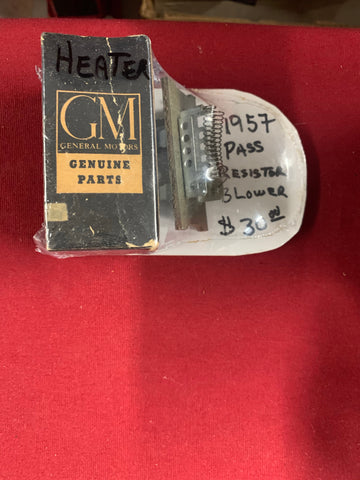 HEATER
GM
GENERAL MOTORS
GENUINE
PARTS
1957
PASS
RESISTER
BLOWER
$30.00